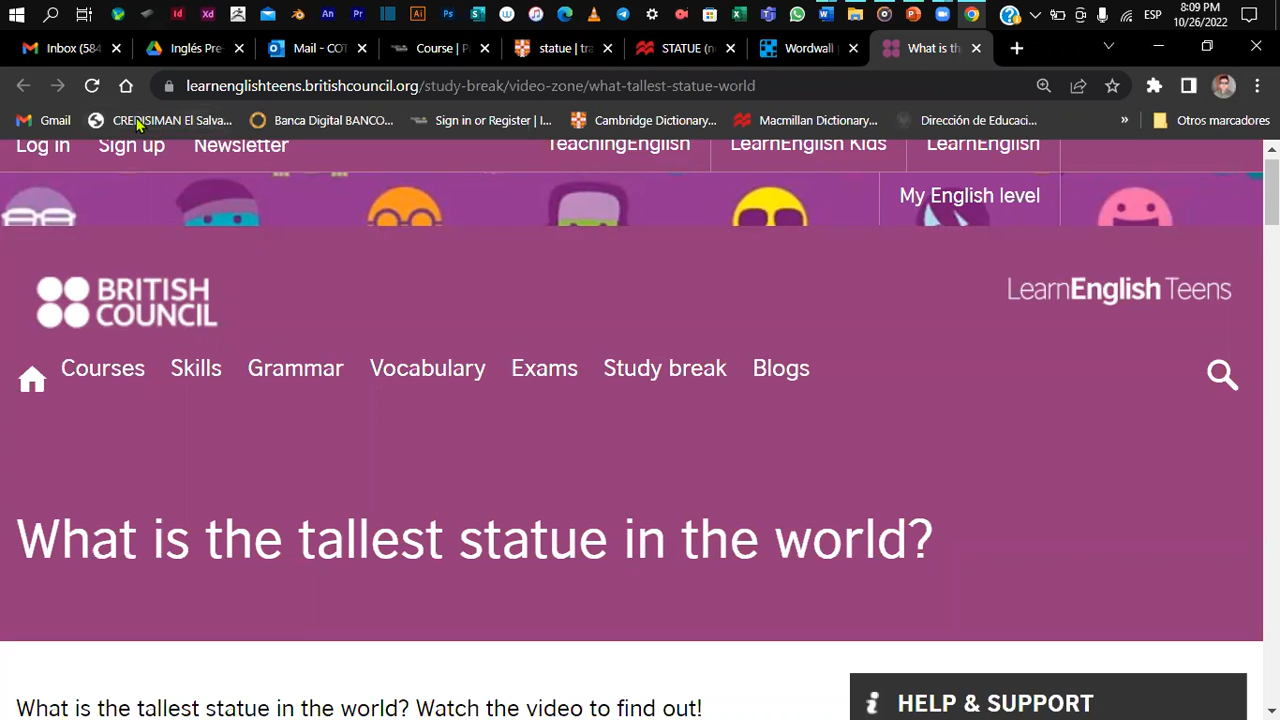 8:09 PM
ESP
10/26/2022
Inbox (584
Inglés Pre-
Mail - COT
Course | P
statue | tra
STATUE (n
Wordwall |
What is th
learnenglishteens.britishcouncil.org/study-break/video-zone/what-tallest-statue-world
Gmail
CREDISIMAN El Salva...
Banca Digital BANCO...
Sign in or Register | I...
Cambridge Dictionary...
Macmillan Dictionary...
Dirección de Educaci...
»
Otros marcadores
Log in
Sign up
Newsletter
TeachingEnglish
LearnEnglish Kids
LearnEnglish
My English level
BRITISH
COUNCIL
LearnEnglish Teens
Courses
Skills
Grammar
Vocabulary
Exams
Study break
Blogs
What is the tallest statue in the world?
What is the tallest statue in the world? Watch the video to find out!
HELP & SUPPORT